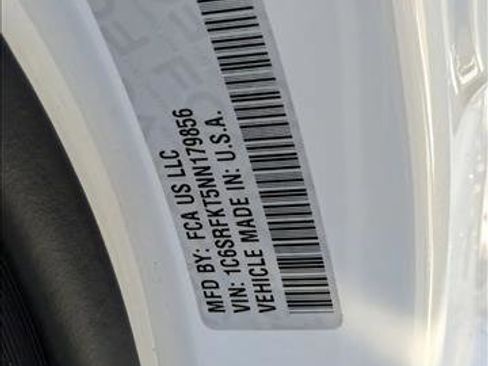 MFD BY: FCA US LLC
VIN: 1C6SRFKT5NN179856
VEHICLE MADE IN: U.S.A.